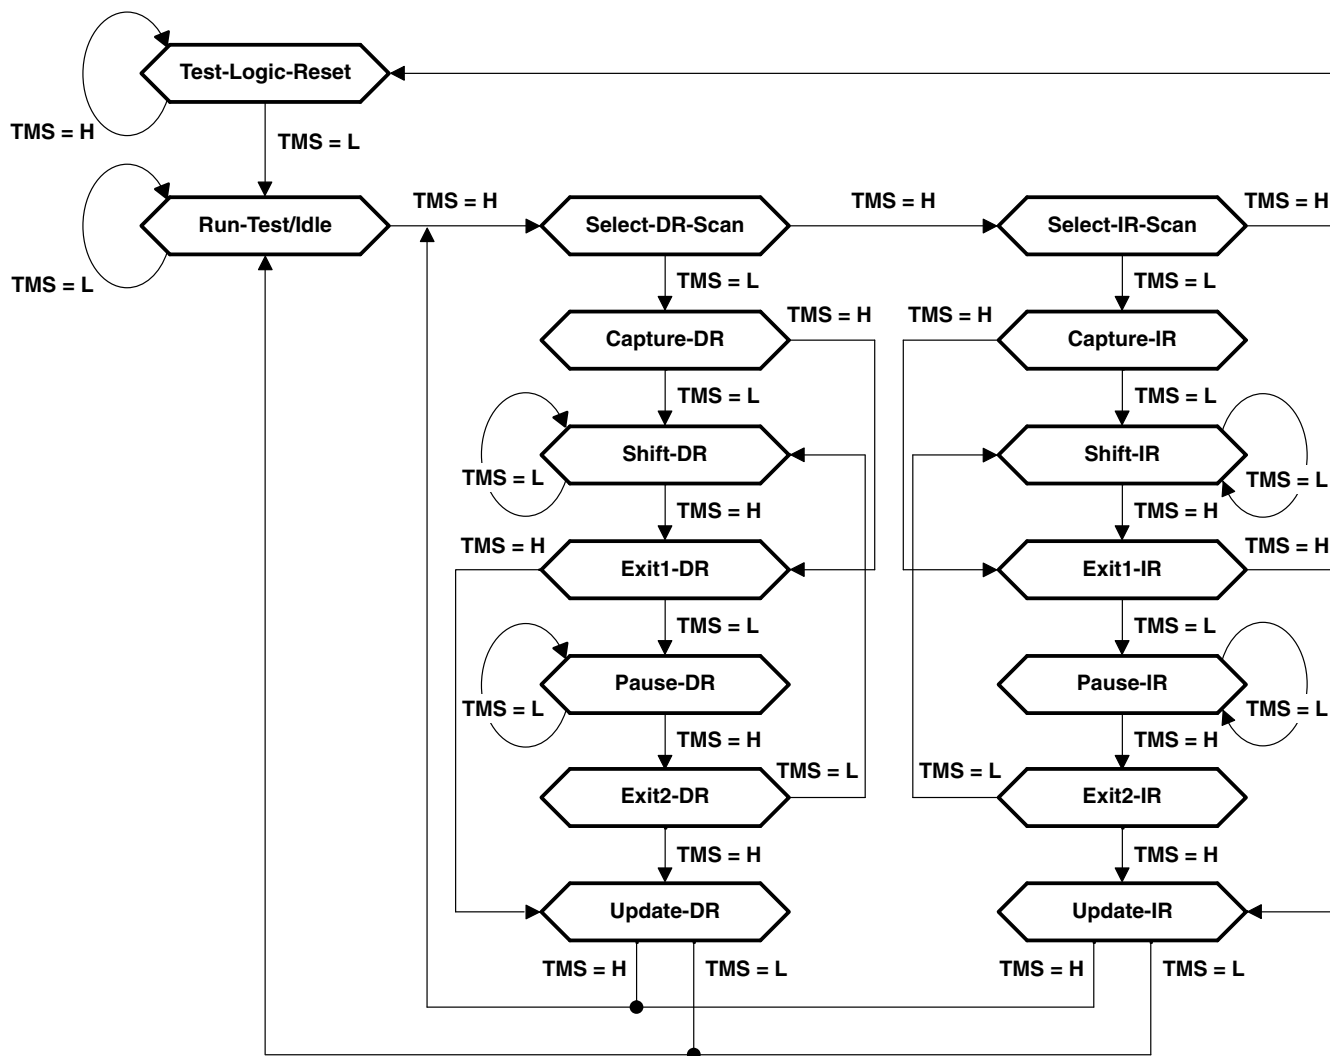 Test-Logic-Reset
TMS = H
TMS = L
TMS = H
TMS = H
TMS = H
Run-Test/Idle
Select-DR-Scan
Select-IR-Scan
TMS = L
TMS = L
TMS = L
TMS = H
TMS = H
Capture-DR
Capture-IR
TMS = L
TMS = L
Shift-DR
Shift-IR
TMS = L
TMS = L
TMS = H
TMS = H
TMS = H
TMS = H
Exit1-DR
Exit1-IR
TMS = L
TMS = L
Pause-DR
Pause-IR
TMS = L
TMS = L
TMS = H
TMS = H
TMS = L
TMS = L
Exit2-DR
Exit2-IR
TMS = H
TMS = H
Update-DR
Update-IR
TMS = H
TMS = L
TMS = H
TMS = L